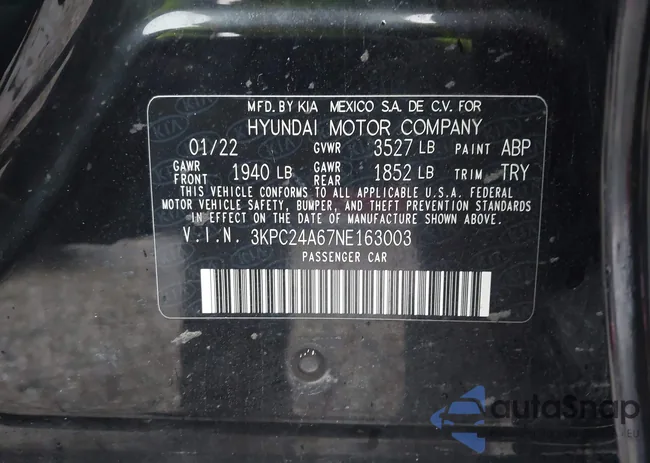 MFD. BY KIA MEXICO S.A. DE C.V. FOR
HYUNDAI MOTOR COMPANY
01/22 GVWR 3527 LB PAINT ABP
GAWR FRONT 1940 LB GAWR REAR 1852 LB TRIM TRY
THIS VEHICLE CONFORMS TO ALL APPLICABLE U.S.A. FEDERAL
MOTOR VEHICLE SAFETY, BUMPER, AND THEFT PREVENTION STANDARDS
IN EFFECT ON THE DATE OF MANUFACTURE SHOWN ABOVE.
V.I.N. 3KPC24A67NE163003
PASSENGER CAR
autoSnap
.EU